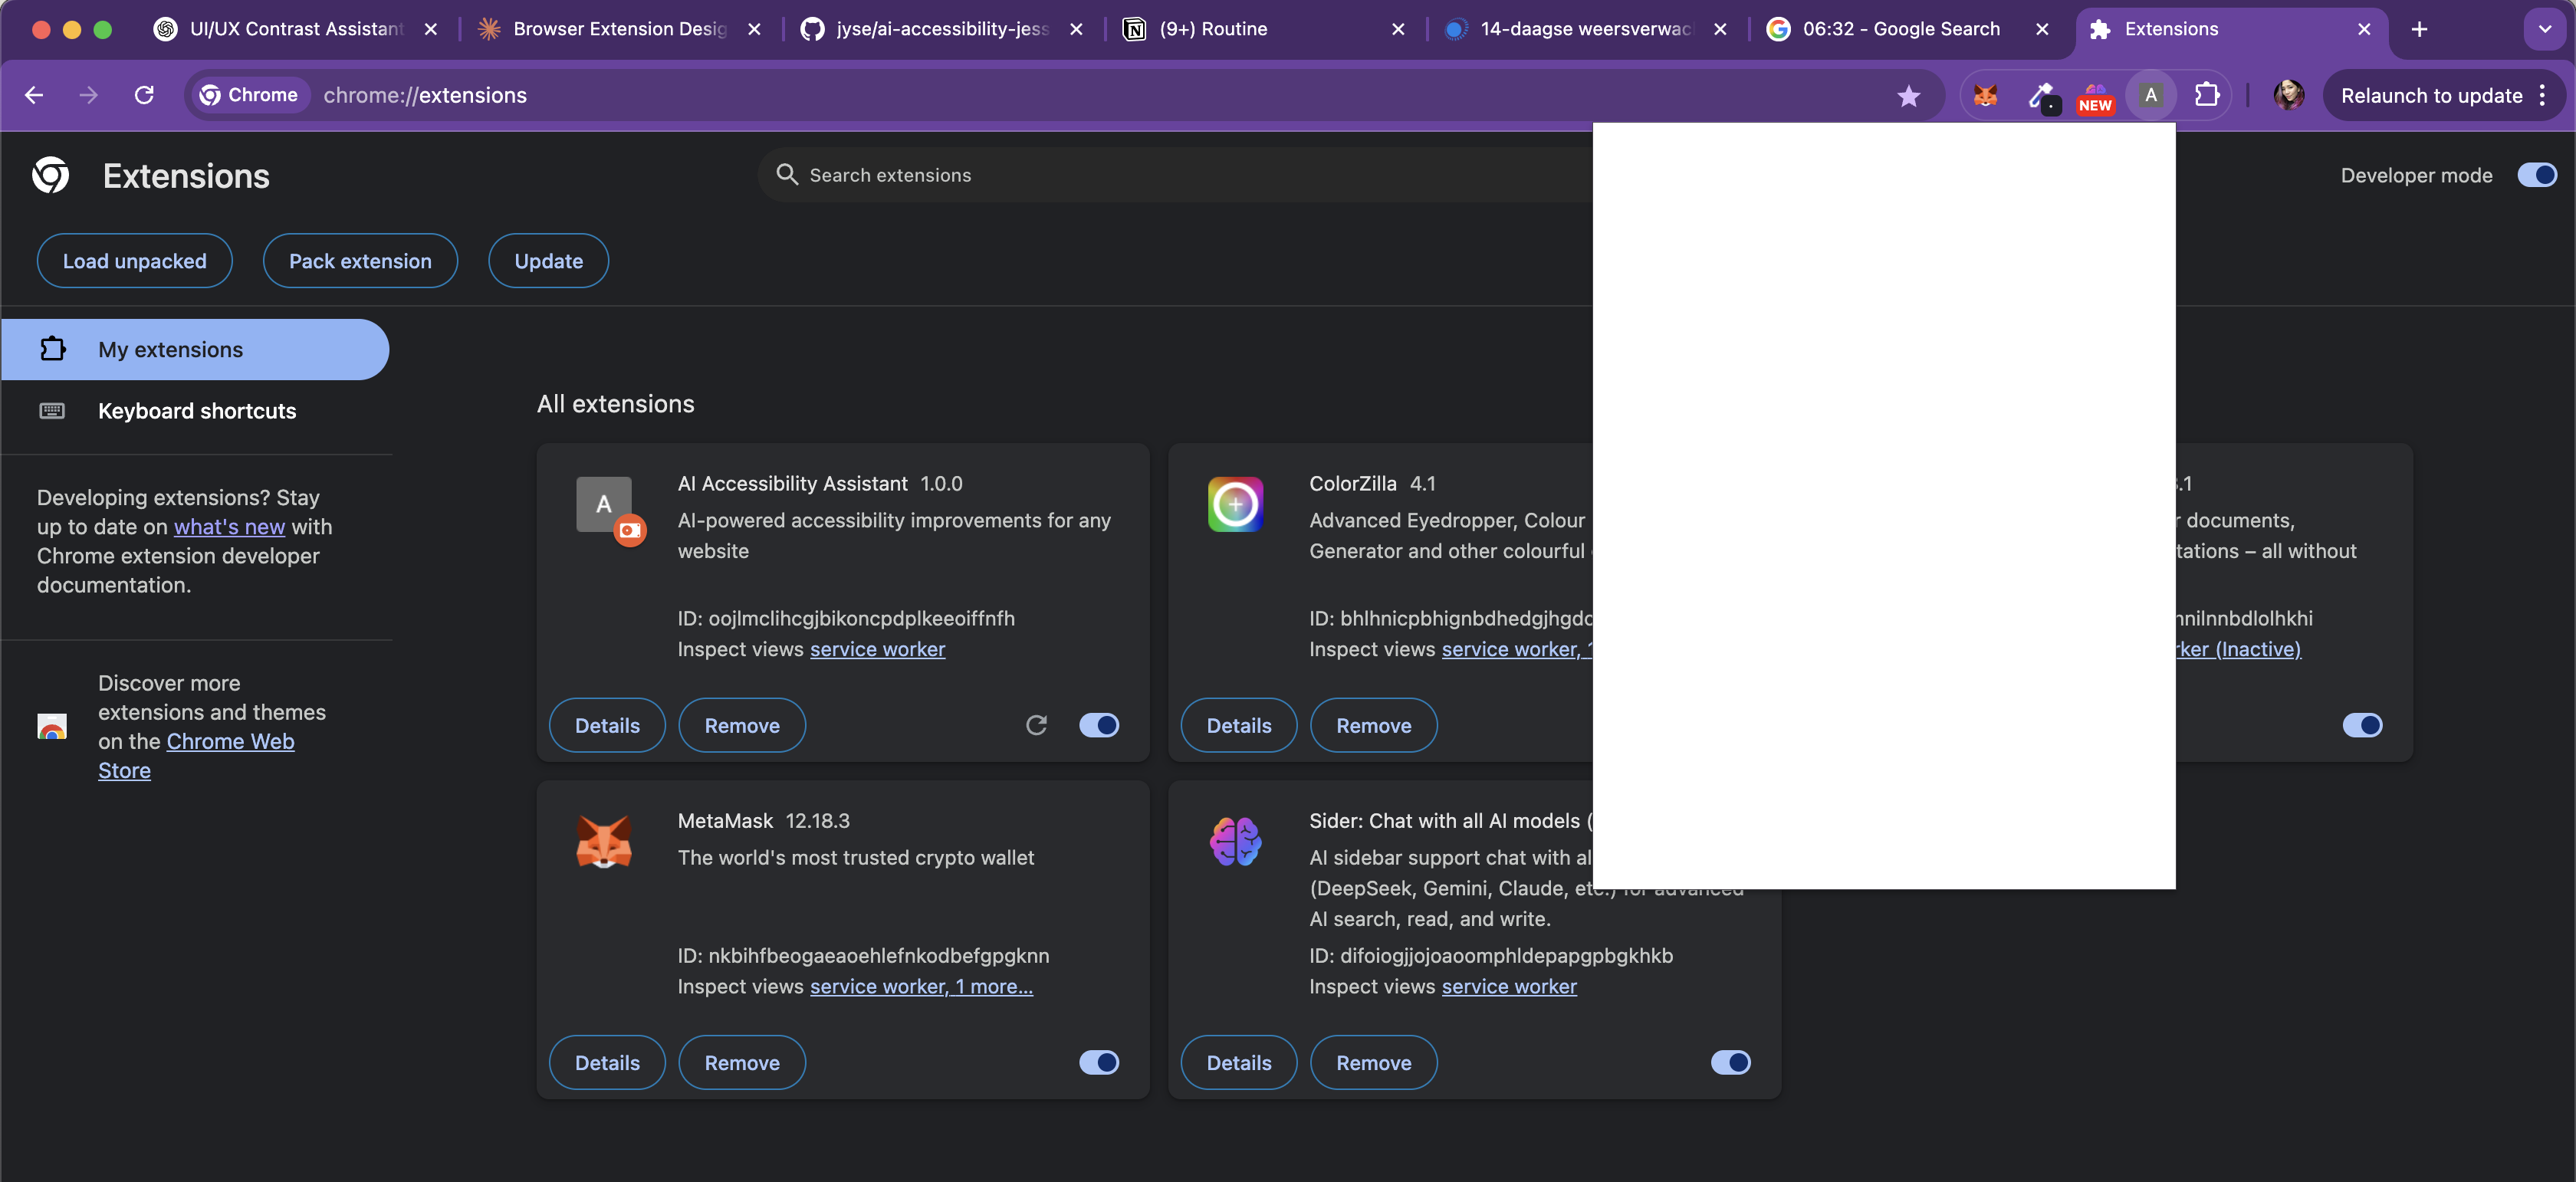 UI/UX Contrast Assistant
Browser Extension Desig
jyse/ai-accessibility-jess
(9+) Routine
14-daagse weersverwac
06:32 - Google Search
Extensions
Chrome
chrome://extensions
NEW
A
Relaunch to update
Extensions
Search extensions
Developer mode
Load unpacked
Pack extension
Update
My extensions
Keyboard shortcuts
Developing extensions? Stay
up to date on what's new with
Chrome extension developer
documentation.
Discover more
extensions and themes
on the Chrome Web
Store
All extensions
A
AI Accessibility Assistant 1.0.0
AI-powered accessibility improvements for any
website
ID: oojlmclihcgjbikoncpdplkeeoiffnfh
Inspect views service worker
Details
Remove
ColorZilla 4.1
Advanced Eyedropper, Colour
Generator and other colourful
ID: bhlhnicpbhignbdhedgjhgdc
Inspect views service worker,
Details
Remove
.1
documents,
tations – all without
nnilnnbdlolhkhi
rker (Inactive)
MetaMask 12.18.3
The world's most trusted crypto wallet
ID: nkbihfbeogaeaoehlefnkodbefgpgknn
Inspect views service worker, 1 more...
Details
Remove
Sider: Chat with all AI models (
AI sidebar support chat with al
(DeepSeek, Gemini, Claude, etc.) for advanced
AI search, read, and write.
ID: difoiogjjojoaoomphldepapgpbgkhkb
Inspect views service worker
Details
Remove